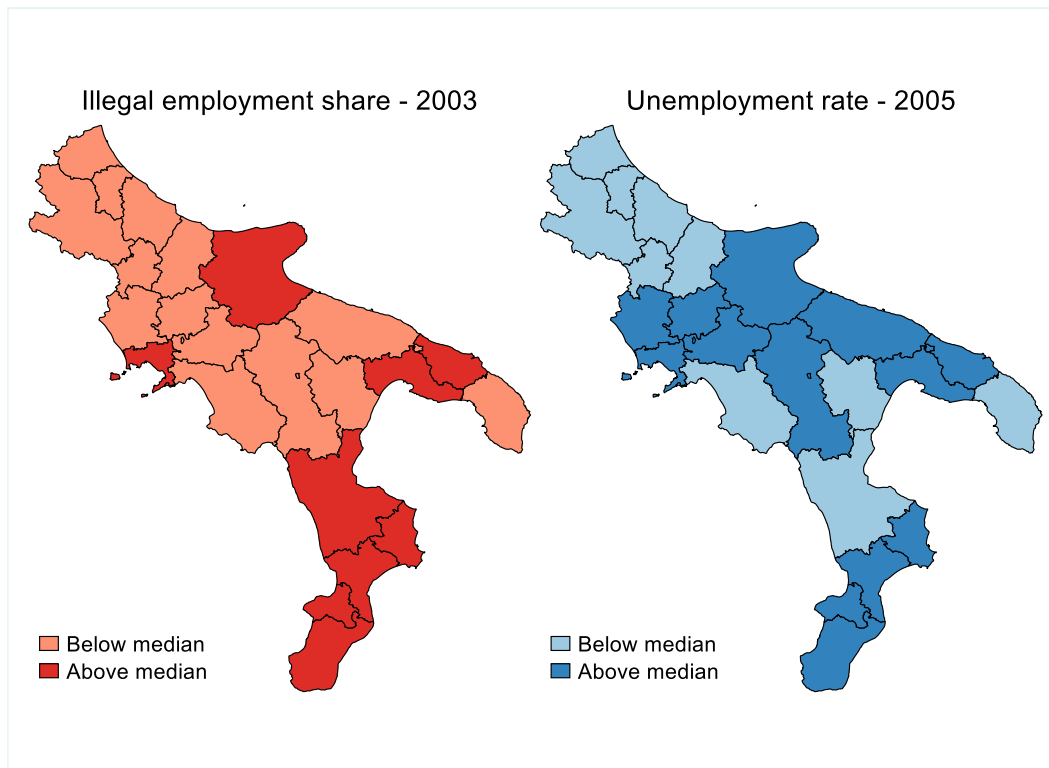 Illegal employment share - 2003
Below median
Above median
Unemployment rate - 2005
Below median
Above median